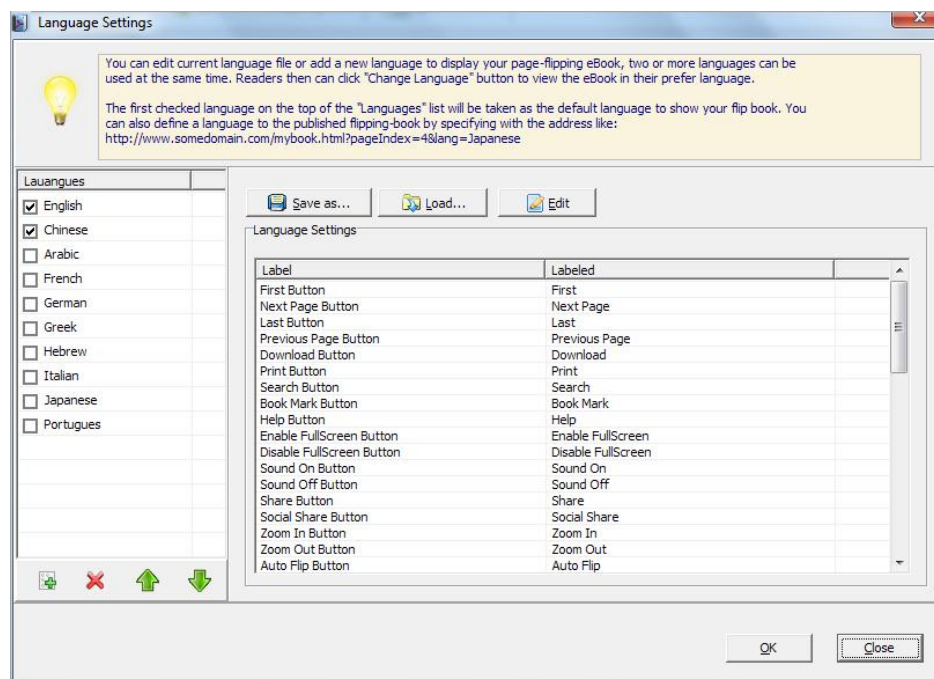 Language Settings
You can edit current language file or add a new language to display your page-flipping eBook, two or more languages can be
used at the same time. Readers then can click "Change Language" button to view the eBook in their prefer language.
The first checked language on the top of the "Languages" list will be taken as the default language to show your flip book. You
can also define a language to the published flipping-book by specifying with the address like:
http://www.somedomain.com/mybook.html?pageIndex=4&lang=Japanese
Lauangues
English
Chinese
Arabic
French
German
Greek
Hebrew
Italian
Japanese
Portugues
Save as... Load... Edit
Language Settings
Label Labeled
First Button First
Next Page Button Next Page
Last Button Last
Previous Page Button Previous Page
Download Button Download
Print Button Print
Search Button Search
Book Mark Button Book Mark
Help Button Help
Enable FullScreen Button Enable FullScreen
Disable FullScreen Button Disable FullScreen
Sound On Button Sound On
Sound Off Button Sound Off
Share Button Share
Social Share Button Social Share
Zoom In Button Zoom In
Zoom Out Button Zoom Out
Auto Flip Button Auto Flip
OK Close